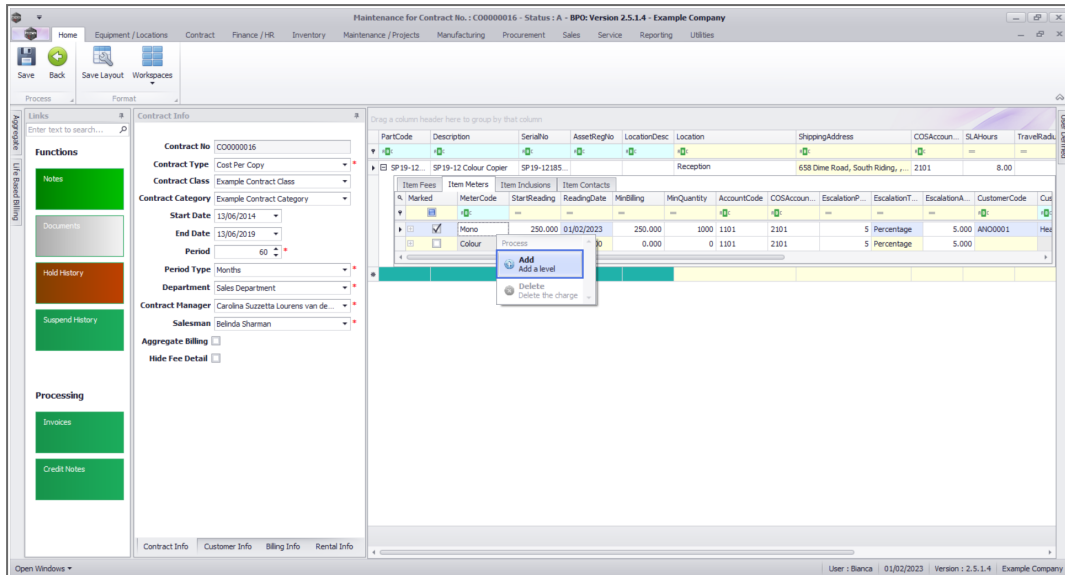 Maintenance for Contract No. : CO0000016 - Status : A - BPO: Version 2.5.1.4 - Example Company
Home Equipment / Locations Contract Finance / HR Inventory Maintenance / Projects Manufacturing Procurement Sales Service Reporting Utilities
Save Back Save Layout Workspaces
Process Format
Aggregate
Life Based Billing
Links
Enter text to search...
Functions
Notes
Documents
Hold History
Suspend History
Processing
Invoices
Credit Notes
Contract Info
Contract No CO0000016
Contract Type Cost Per Copy *
Contract Class Example Contract Class *
Contract Category Example Contract Category *
Start Date 13/06/2014
End Date 13/06/2019
Period 60 *
Period Type Months *
Department Sales Department *
Contract Manager Carolina Suzzetta Lourens van de... *
Salesman Belinda Sharman *
Aggregate Billing
Hide Fee Detail
Contract Info Customer Info Billing Info Rental Info
Drag a column header here to group by that column
PartCode Description SerialNo AssetRegNo LocationDesc Location ShippingAddress COSAccoun... SLAHours TravelRadiu
SP19-12... SP19-12 Colour Copier SP19-12185... Reception 658 Dime Road, South Riding, ,... 2101 8.00
Item Fees Item Meters Item Inclusions Item Contacts
Marked MeterCode StartReading ReadingDate MinBilling MinQuantity AccountCode COSAccoun... EscalationP... EscalationT... EscalationA... CustomerCode Cus
Mono 250.000 01/02/2023 250.000 1000 1101 2101 5 Percentage 5.000 ANO0001 Hea
Colour 0.000 0 1101 2101 5 Percentage 5.000
Process
Add
Add a level
Delete
Delete the charge
User Defined
Open Windows User : Bianca 01/02/2023 Version : 2.5.1.4 Example Company